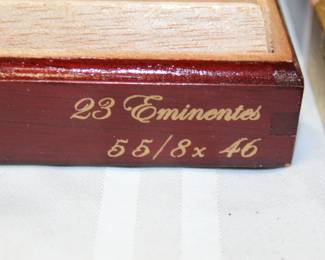 23 Eminentes
5 5/8 x 46